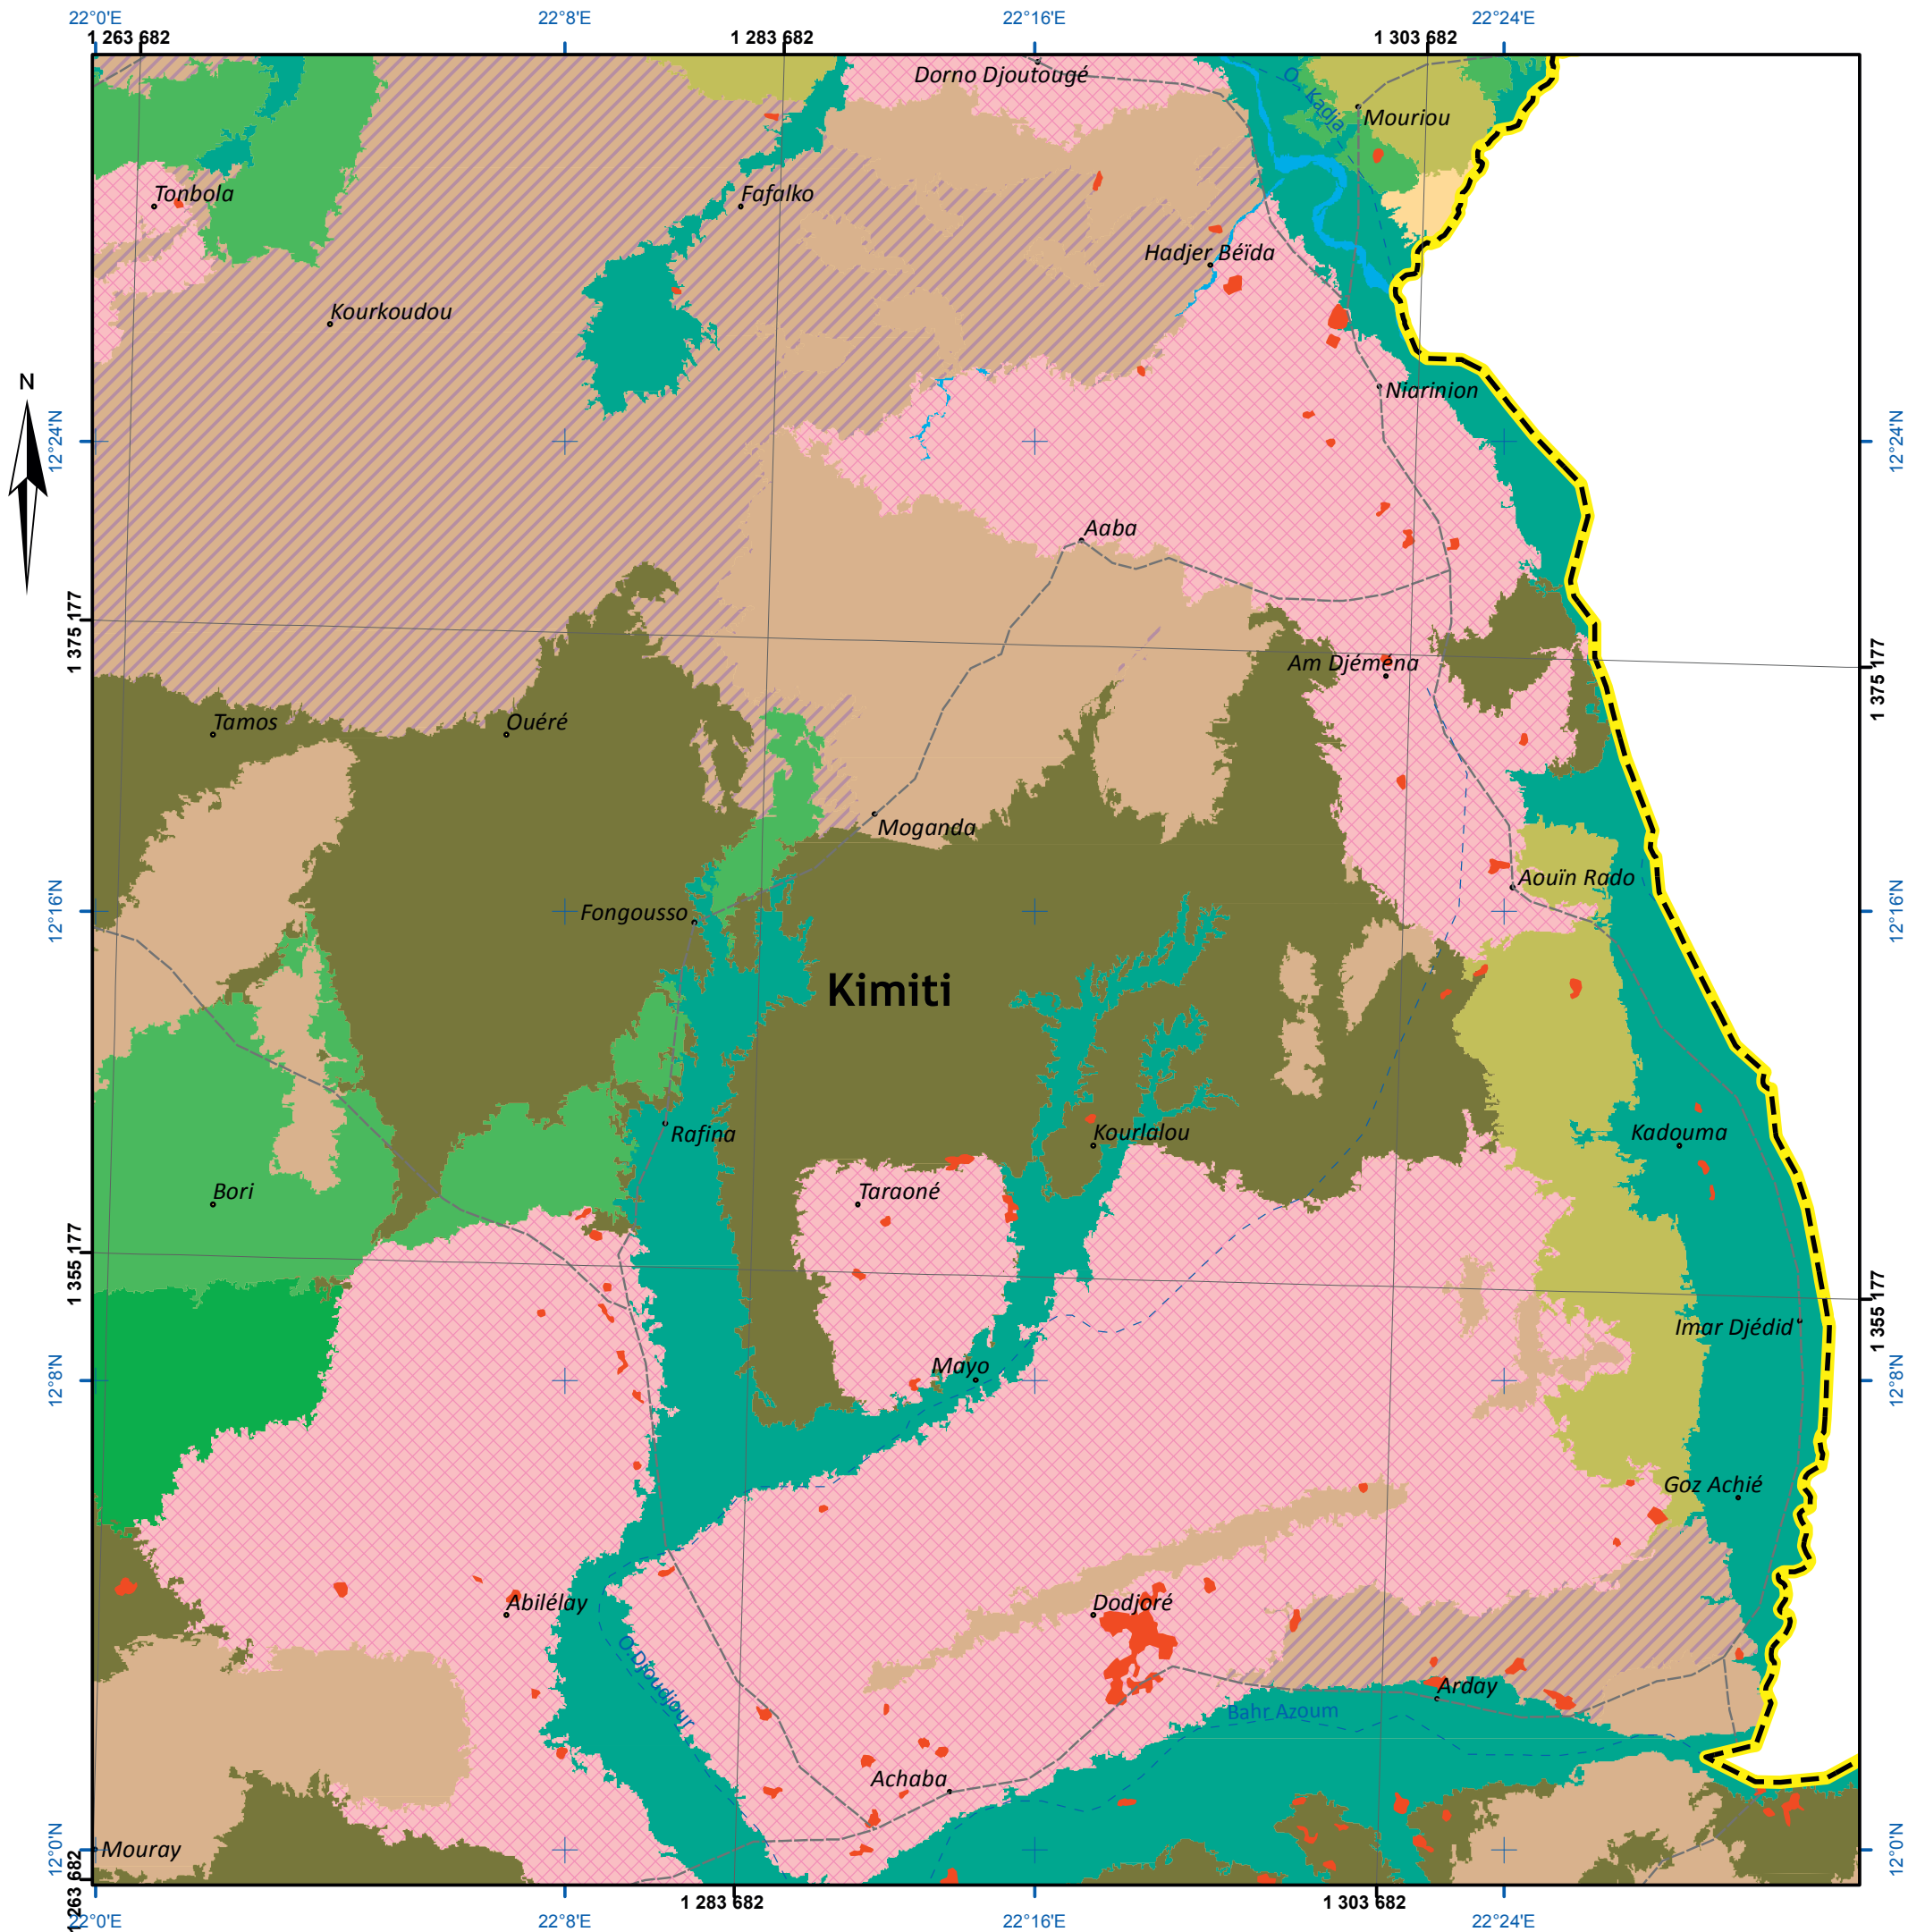 22°0'E 22°8'E 22°16'E 22°24'E
1 263 682 1 283 682 1 303 682
Dorno Djoutougé
O. Kadja
Mouriou
Tonbola
Fafalko
Hadjer Béïda
Kourkoudou
N
Niarinion
12°24'N
12°24'N
Aaba
1 375 177
1 375 177
Am Djéména
Tamos
Ouéré
Moganda
Aouïn Rado
12°16'N
12°16'N
Fongousso
Kimiti
Rafina
Kourlalou
Kadouma
Bori
Taraoné
1 355 177
1 355 177
Imar Djédid
Mayo
12°8'N
12°8'N
Goz Achié
Abilélay
Dodjoré
O.Djoudjour
Arday
Bahr Azoum
Achaba
12°0'N
12°0'N
Mouray
1 263 682
1 283 682 1 303 682
22°0'E 22°8'E 22°16'E 22°24'E